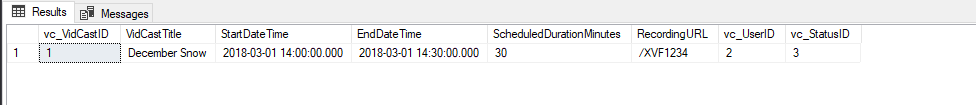 Results Messages
vc_VidCastID VidCastTitle StartDateTime EndDateTime ScheduledDurationMinutes RecordingURL vc_UserID vc_StatusID
1 1 December Snow 2018-03-01 14:00:00.000 2018-03-01 14:30:00.000 30 /XVF1234 2 3